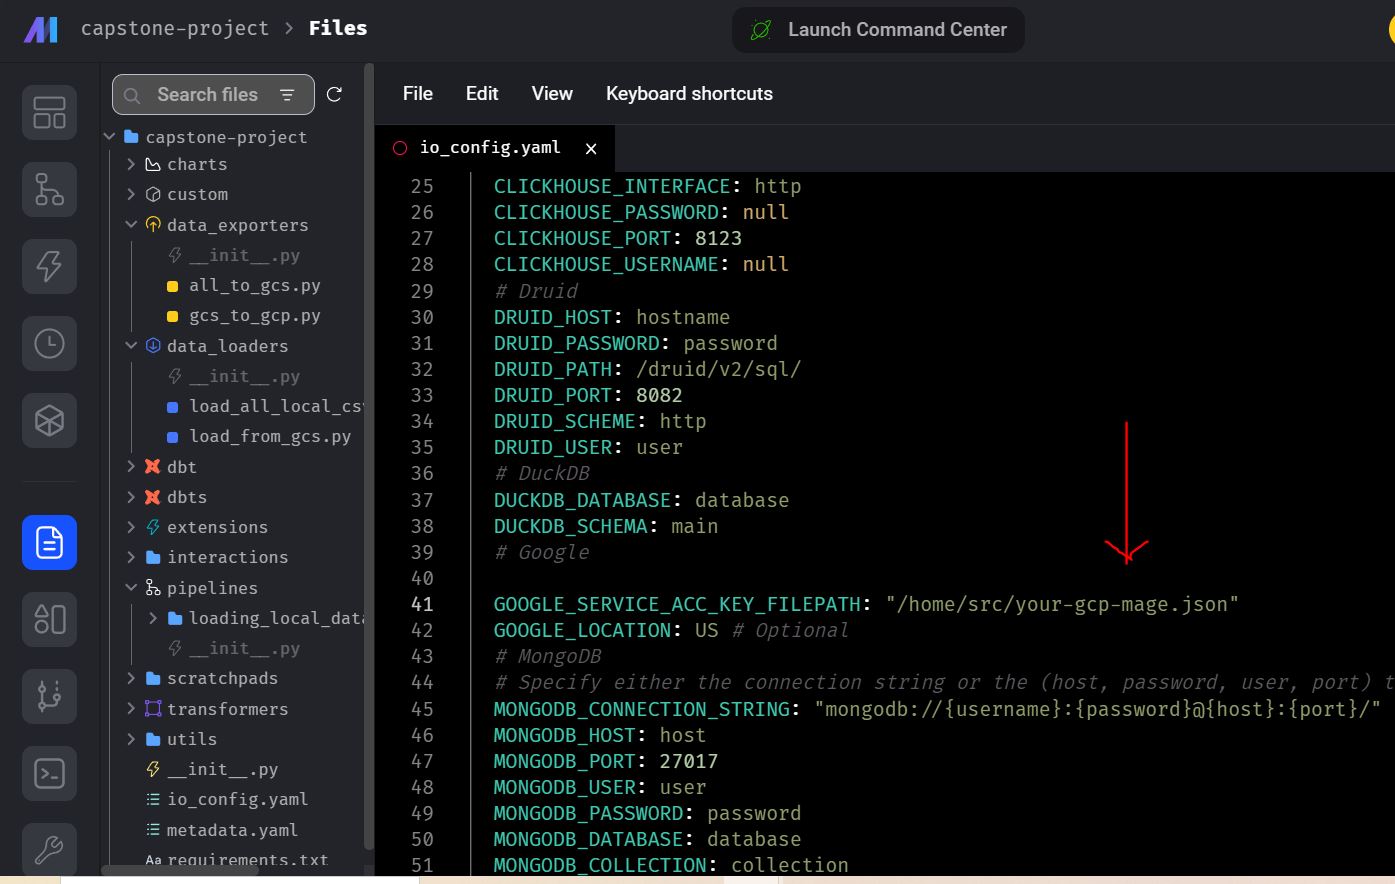 capstone-project > Files
Launch Command Center
Search files
capstone-project
charts
custom
data_exporters
__init__.py
all_to_gcs.py
gcs_to_gcp.py
data_loaders
__init__.py
load_all_local_cs
load_from_gcs.py
dbt
dbts
extensions
interactions
pipelines
loading_local_data
__init__.py
scratchpads
transformers
utils
__init__.py
io_config.yaml
metadata.yaml
Aa requirements.txt
File Edit View Keyboard shortcuts
io_config.yaml ×
25 CLICKHOUSE_INTERFACE: http
26 CLICKHOUSE_PASSWORD: null
27 CLICKHOUSE_PORT: 8123
28 CLICKHOUSE_USERNAME: null
29 # Druid
30 DRUID_HOST: hostname
31 DRUID_PASSWORD: password
32 DRUID_PATH: /druid/v2/sql/
33 DRUID_PORT: 8082
34 DRUID_SCHEME: http
35 DRUID_USER: user
36 # DuckDB
37 DUCKDB_DATABASE: database
38 DUCKDB_SCHEMA: main
39 # Google
40
41 GOOGLE_SERVICE_ACC_KEY_FILEPATH: "/home/src/your-gcp-mage.json"
42 GOOGLE_LOCATION: US # Optional
43 # MongoDB
44 # Specify either the connection string or the (host, password, user, port) t
45 MONGODB_CONNECTION_STRING: "mongodb://{username}:{password}@{host}:{port}/"
46 MONGODB_HOST: host
47 MONGODB_PORT: 27017
48 MONGODB_USER: user
49 MONGODB_PASSWORD: password
50 MONGODB_DATABASE: database
51 MONGODB_COLLECTION: collection